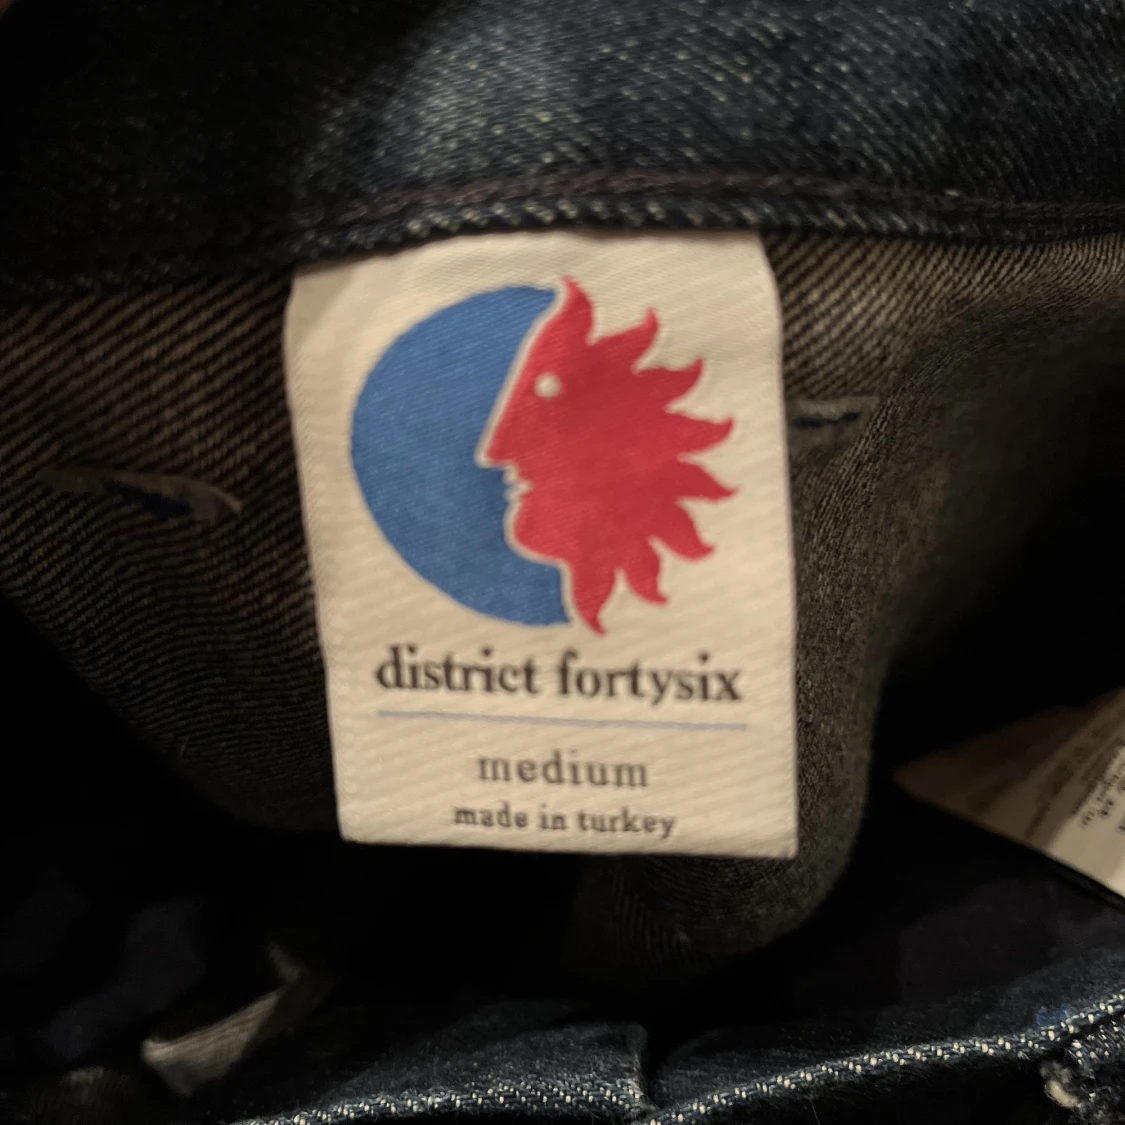 district fortysix
medium
made in turkey